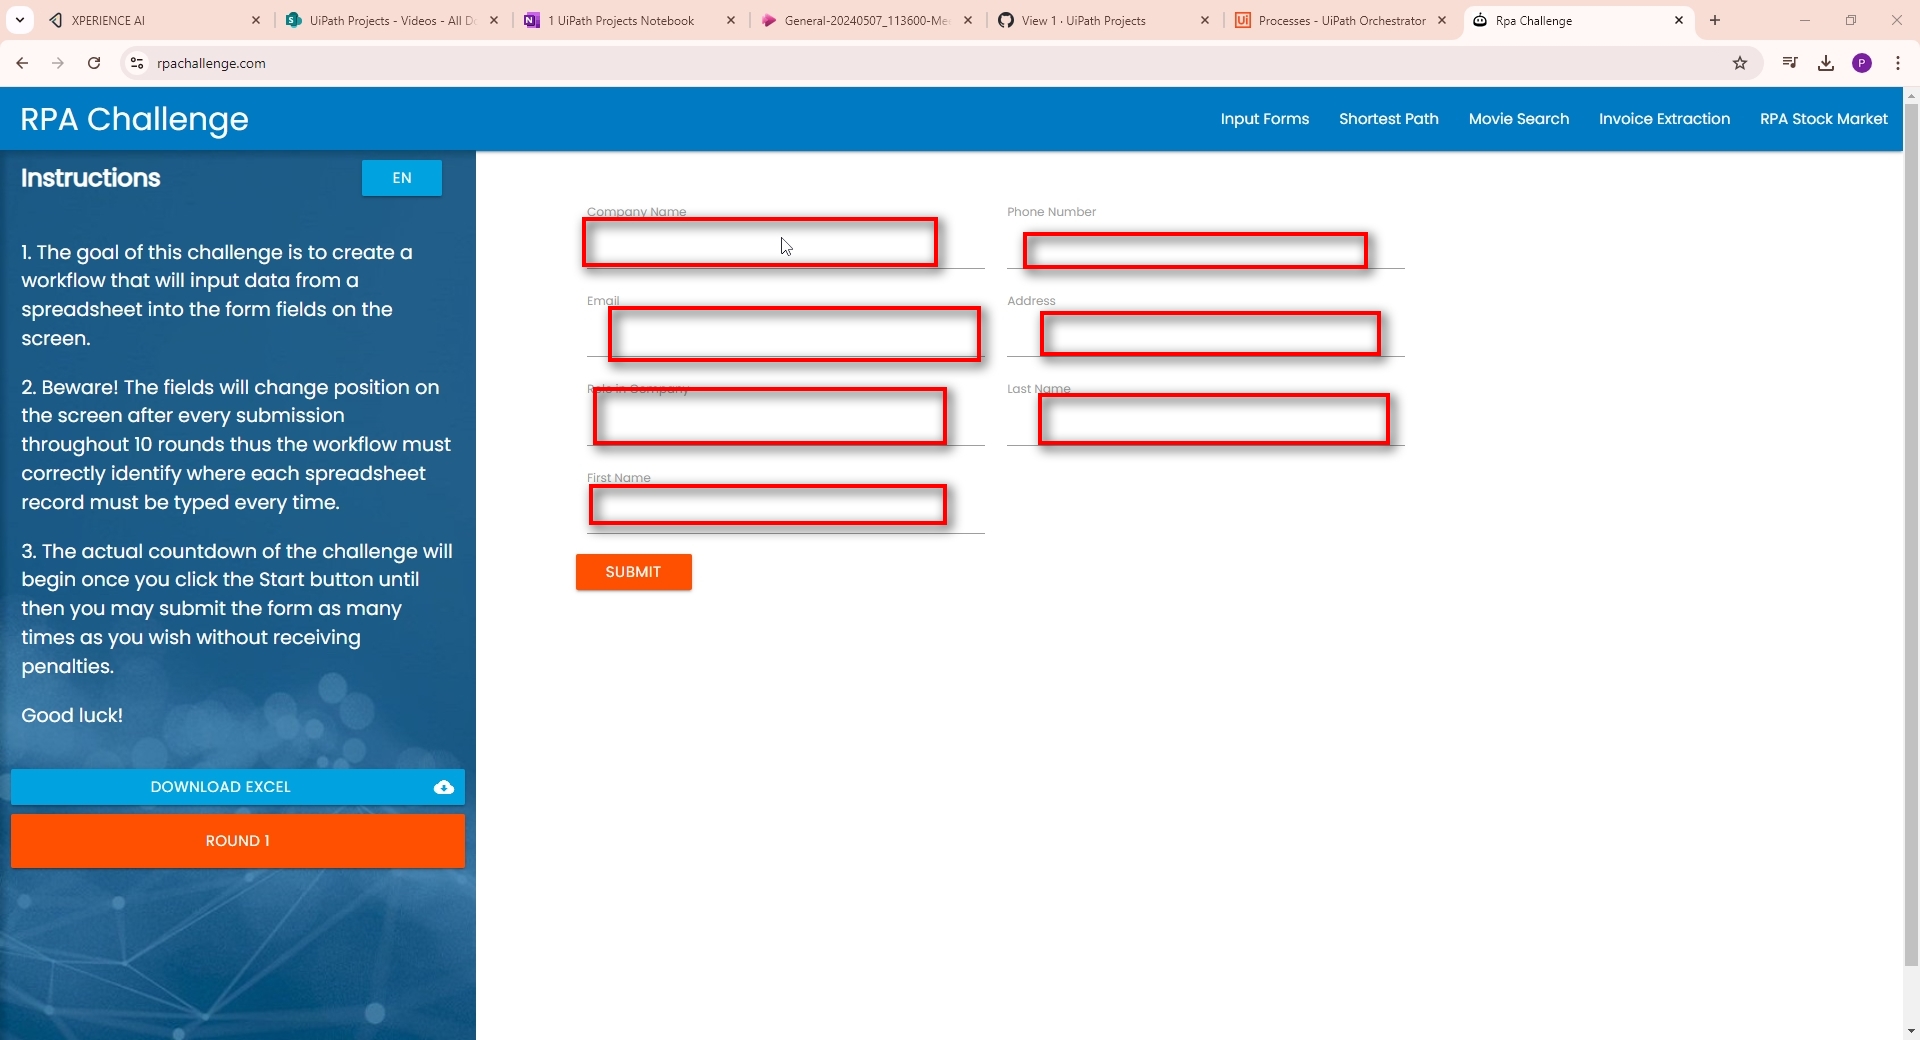 XPERIENCE AI
UiPath Projects - Videos - All Do
1 UiPath Projects Notebook
General-20240507_113600-Mee
View 1 · UiPath Projects
Processes - UiPath Orchestrator
Rpa Challenge
rpachallenge.com
P
RPA Challenge
Input Forms
Shortest Path
Movie Search
Invoice Extraction
RPA Stock Market
Instructions
EN
1. The goal of this challenge is to create a
workflow that will input data from a
spreadsheet into the form fields on the
screen.
2. Beware! The fields will change position on
the screen after every submission
throughout 10 rounds thus the workflow must
correctly identify where each spreadsheet
record must be typed every time.
3. The actual countdown of the challenge will
begin once you click the Start button until
then you may submit the form as many
times as you wish without receiving
penalties.
Good luck!
DOWNLOAD EXCEL
ROUND 1
Company Name
Phone Number
Email
Address
Role in Company
Last Name
First Name
SUBMIT